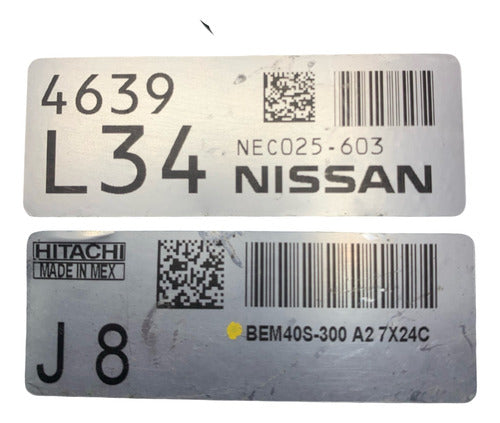 4639
L34
NEC025-603
NISSAN
HITACHI
MADE IN MEX
J 8
BEM40S-300 A2 7X24C